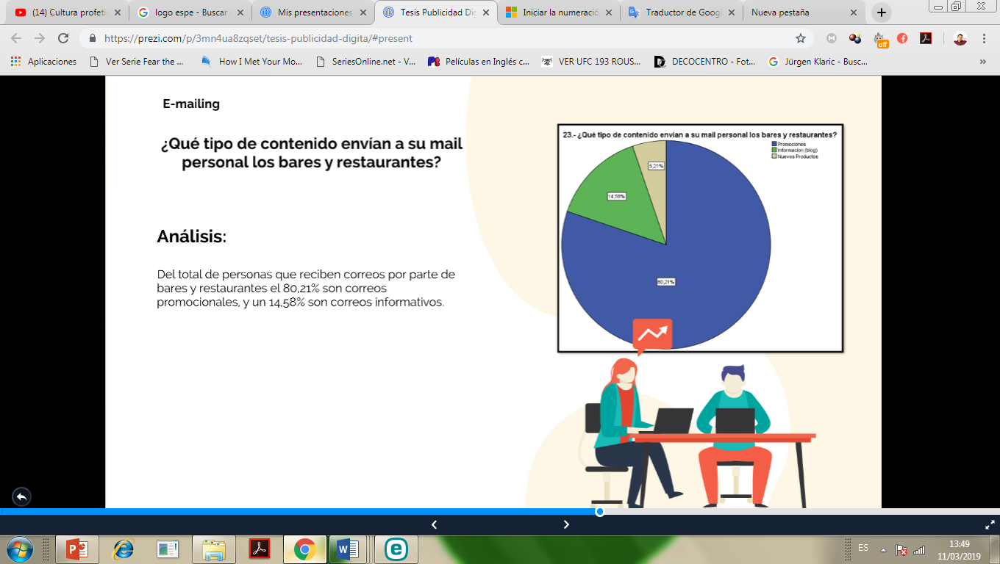 (14) Cultura profeti
logo espe - Buscar
Mis presentaciones
Tesis Publicidad Dig
Iniciar la numeració
Traductor de Googl
Nueva pestaña
https://prezi.com/p/3mn4ua8zqset/tesis-publicidad-digita/#present
off
Aplicaciones
Ver Serie Fear the ...
How I Met Your Mo...
SeriesOnline.net - V...
Películas en Inglés c...
VER UFC 193 ROUS...
DECOCENTRO - Fot...
Jürgen Klaric - Busc...
E-mailing
¿Qué tipo de contenido envían a su mail
personal los bares y restaurantes?
Análisis:
Del total de personas que reciben correos por parte de
bares y restaurantes el 80,21% son correos
promocionales, y un 14,58% son correos informativos.
23.- ¿Qué tipo de contenido envian a su mail personal los bares y restaurantes?
Promociones
Informacion (blog)
Nuevos Productos
5,21%
14,58%
80,21%
ES
13:49
11/03/2019